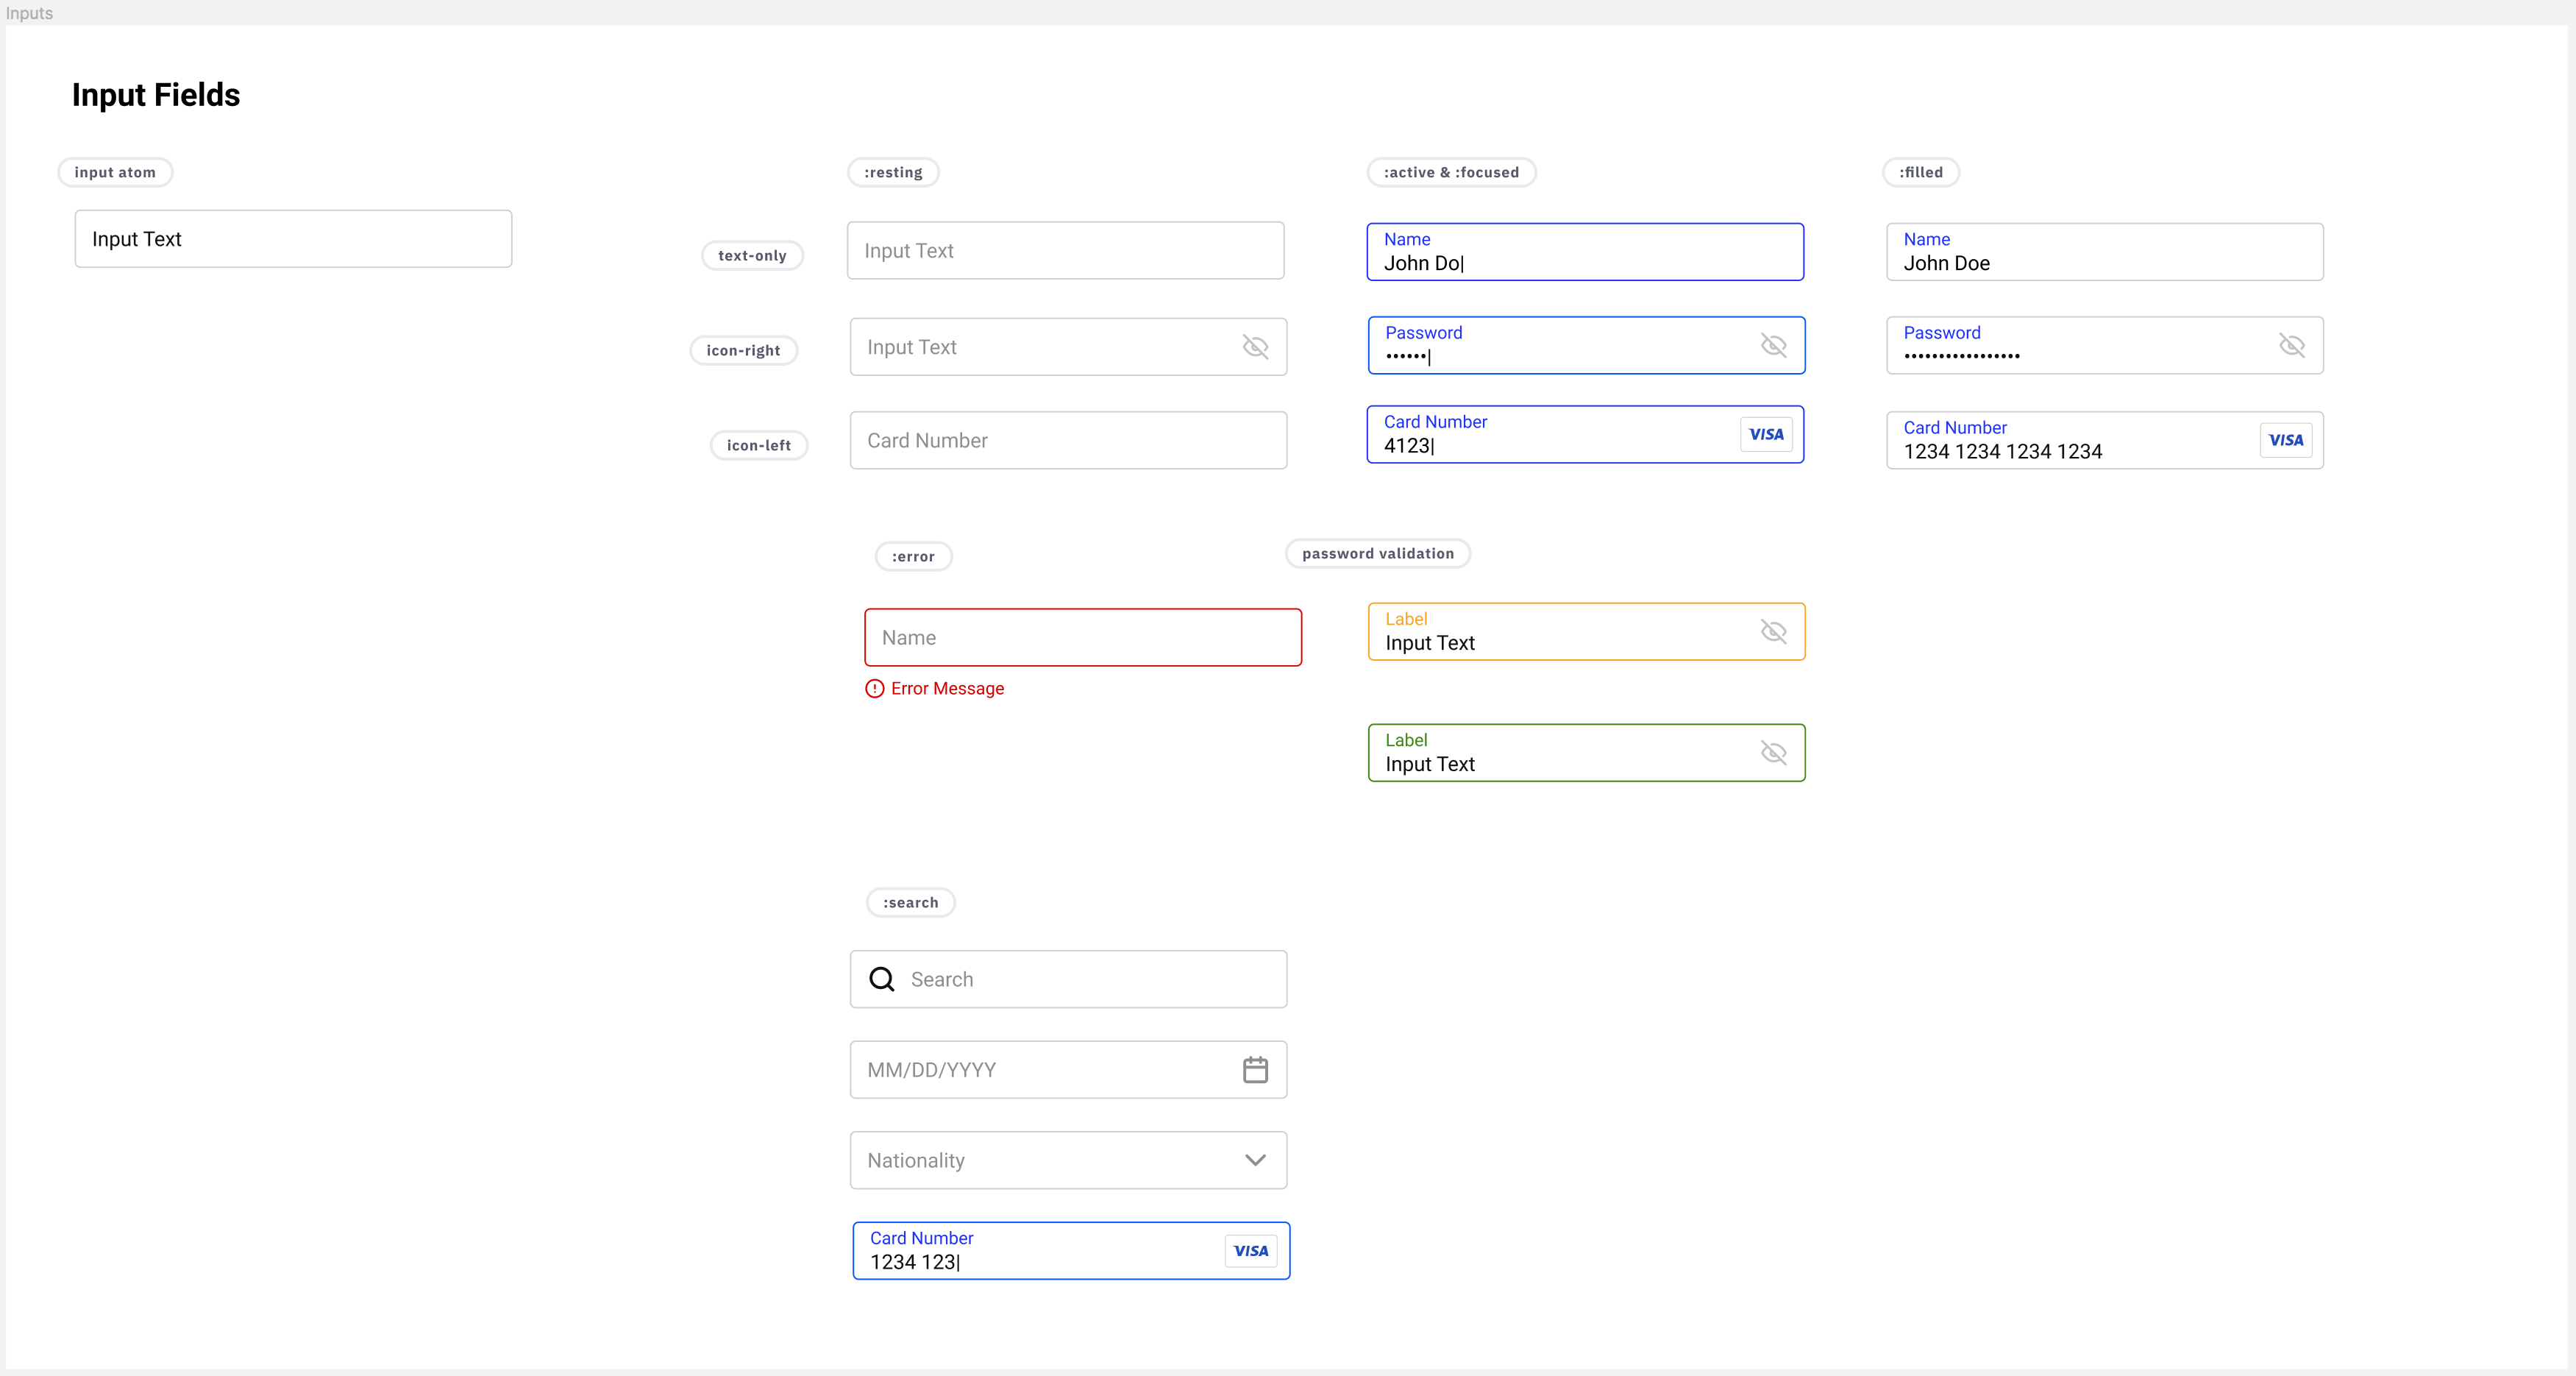 Inputs
Input Fields
input atom
:resting
:active & :focused
:filled
Input Text
text-only
Input Text
Name
John Do|
Name
John Doe
icon-right
Input Text
Password
••••••|
Password
•••••••••••••••••
icon-left
Card Number
Card Number
4123|
VISA
Card Number
1234 1234 1234 1234
VISA
:error
password validation
Name
Error Message
Label
Input Text
Label
Input Text
:search
Search
MM/DD/YYYY
Nationality
Card Number
1234 123|
VISA